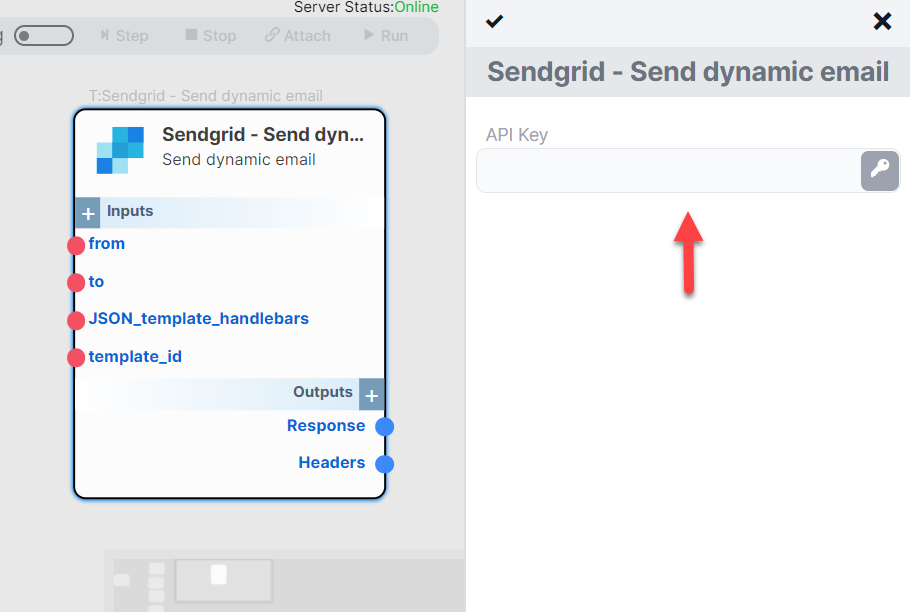 Server Status:Online
Step
Stop
Attach
Run
T:Sendgrid - Send dynamic email
Sendgrid - Send dyn...
Send dynamic email
Inputs
from
to
JSON_template_handlebars
template_id
Outputs
Response
Headers
Sendgrid - Send dynamic email
API Key